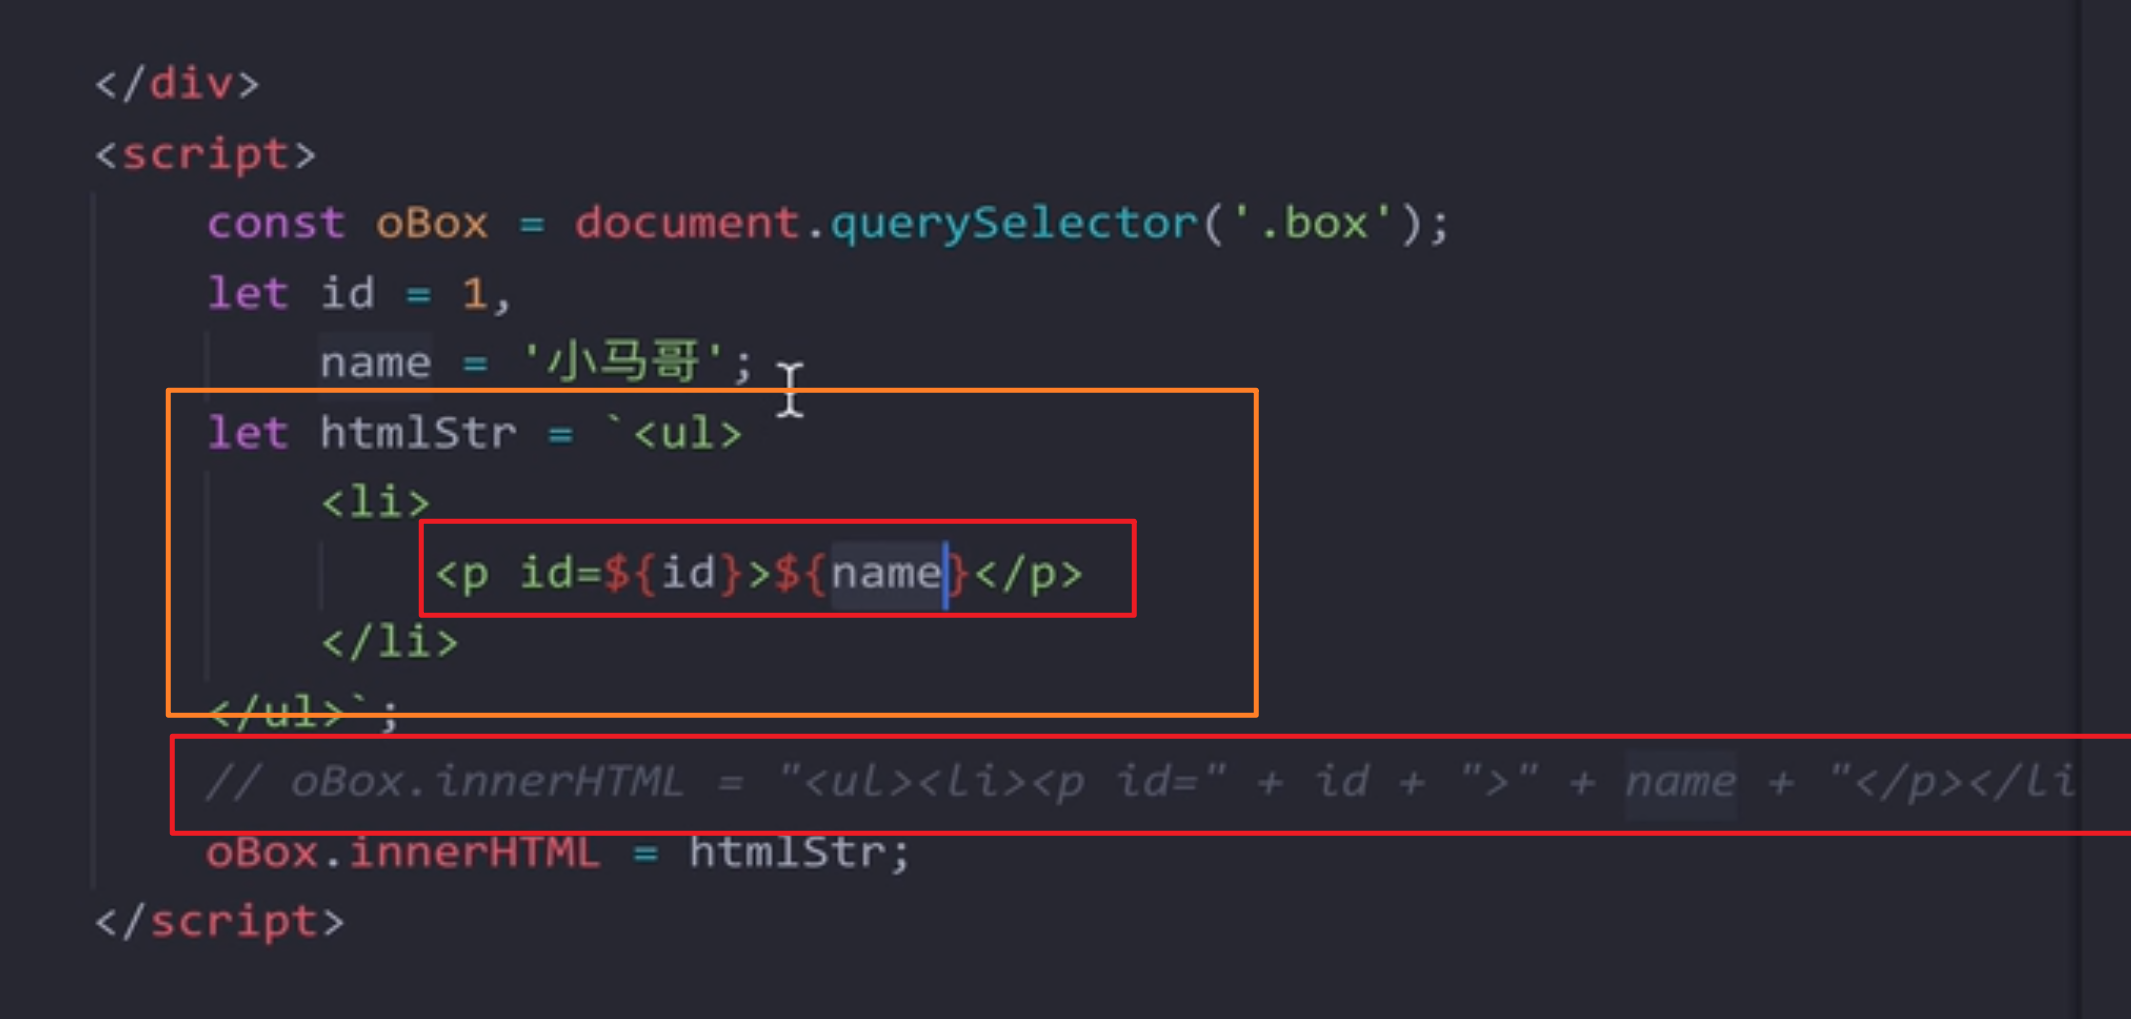 </div>
<script>
const oBox = document.querySelector('.box');
let id = 1,
name = '小马哥';
let htmlStr = `<ul>
<li>
<p id=${id}>${name}</p>
</li>
</ul>`;
// oBox.innerHTML = "<ul><li><p id=" + id + ">" + name + "</p></li
oBox.innerHTML = htmlStr;
</script>